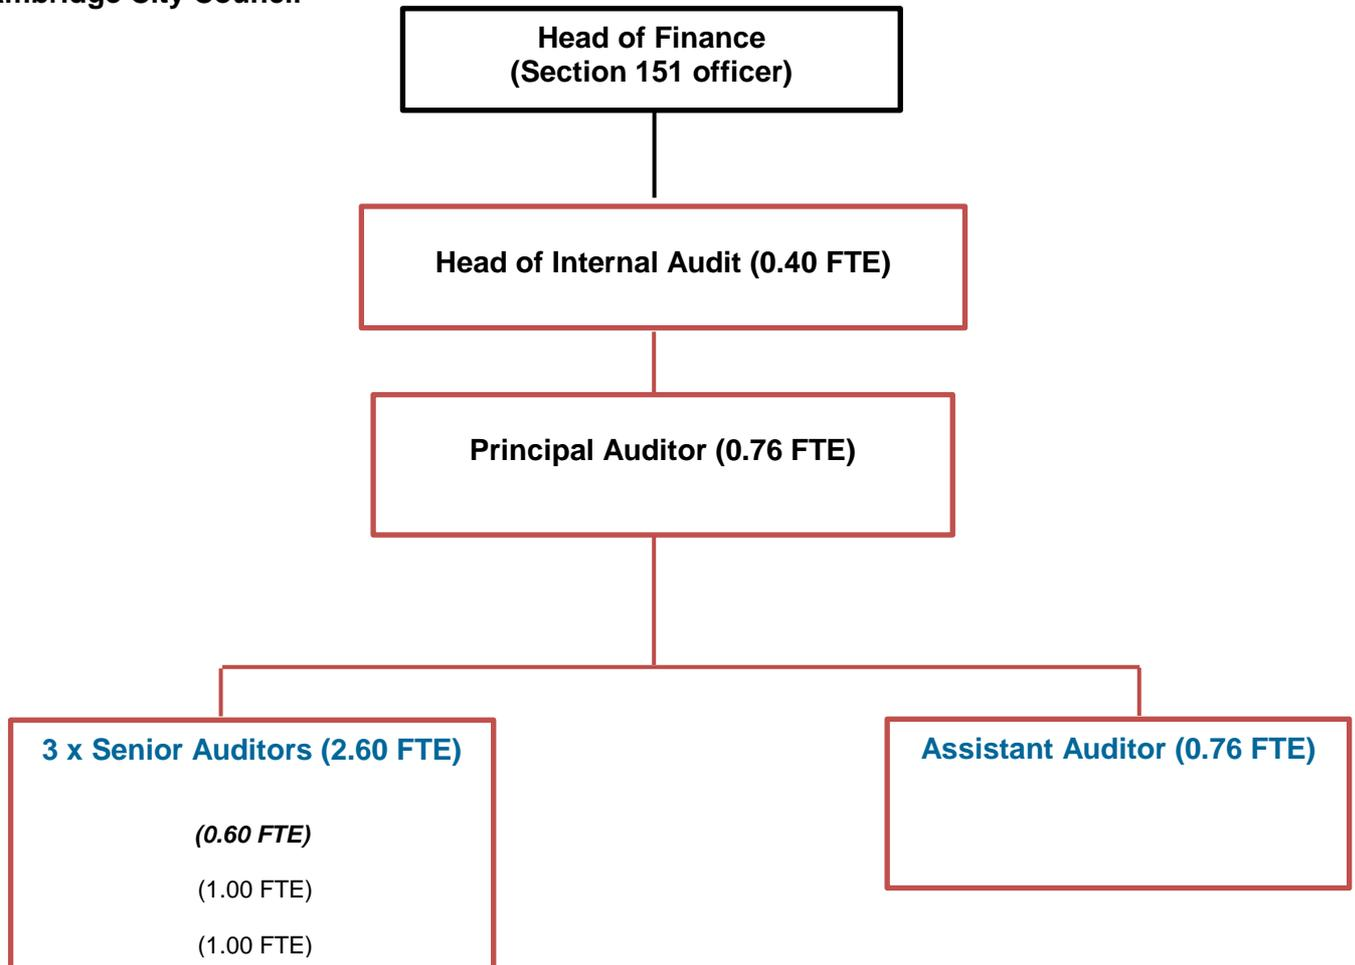 City Council
Head of Finance
(Section 151 officer)
Head of Internal Audit (0.40 FTE)
Principal Auditor (0.76 FTE)
3 x Senior Auditors (2.60 FTE)
(0.60 FTE)
(1.00 FTE)
(1.00 FTE)
Assistant Auditor (0.76 FTE)